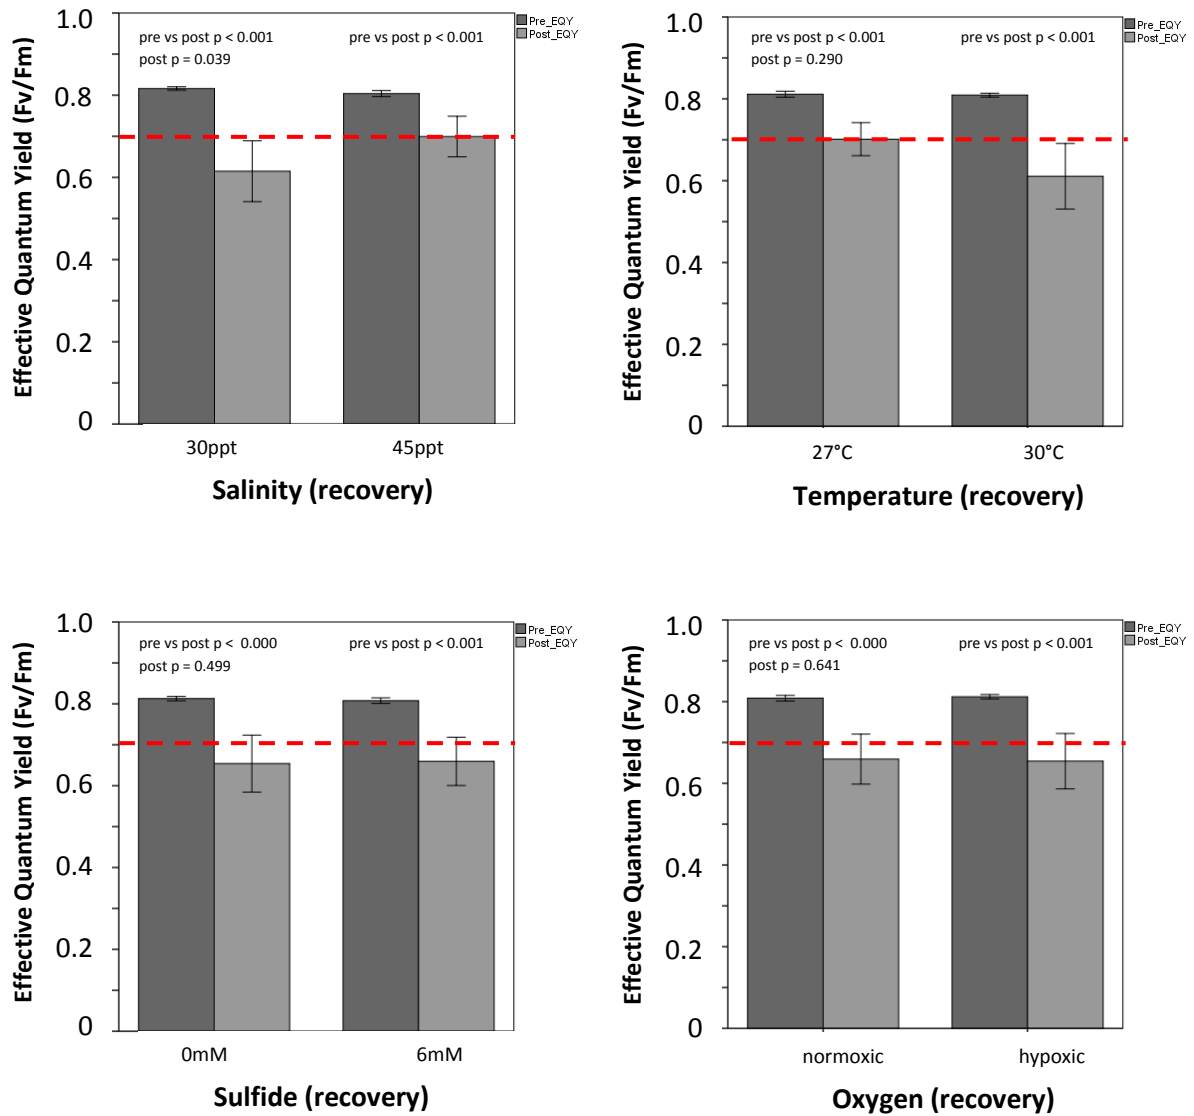 Effective Quantum Yield (Fv/Fm)
1.0
0.8
0.6
0.4
0.2
0
pre vs post p < 0.001
post p = 0.039
pre vs post p < 0.001
Pre_EQY
Post_EQY
30ppt
45ppt
Salinity (recovery)
Effective Quantum Yield (Fv/Fm)
1.0
0.8
0.6
0.4
0.2
0
pre vs post p < 0.001
post p = 0.290
pre vs post p < 0.001
Pre_EQY
Post_EQY
27°C
30°C
Temperature (recovery)
Effective Quantum Yield (Fv/Fm)
1.0
0.8
0.6
0.4
0.2
0
pre vs post p < 0.000
post p = 0.499
pre vs post p < 0.001
Pre_EQY
Post_EQY
0mM
6mM
Sulfide (recovery)
Effective Quantum Yield (Fv/Fm)
1.0
0.8
0.6
0.4
0.2
0
pre vs post p < 0.000
post p = 0.641
pre vs post p < 0.001
Pre_EQY
Post_EQY
normoxic
hypoxic
Oxygen (recovery)